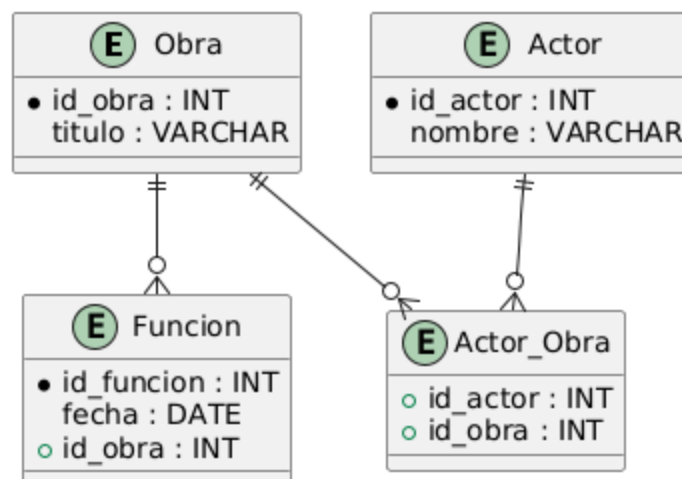 E Obra
id_obra : INT
titulo : VARCHAR
E Actor
id_actor : INT
nombre : VARCHAR
E Funcion
id_funcion : INT
fecha : DATE
id_obra : INT
E Actor_Obra
id_actor : INT
id_obra : INT